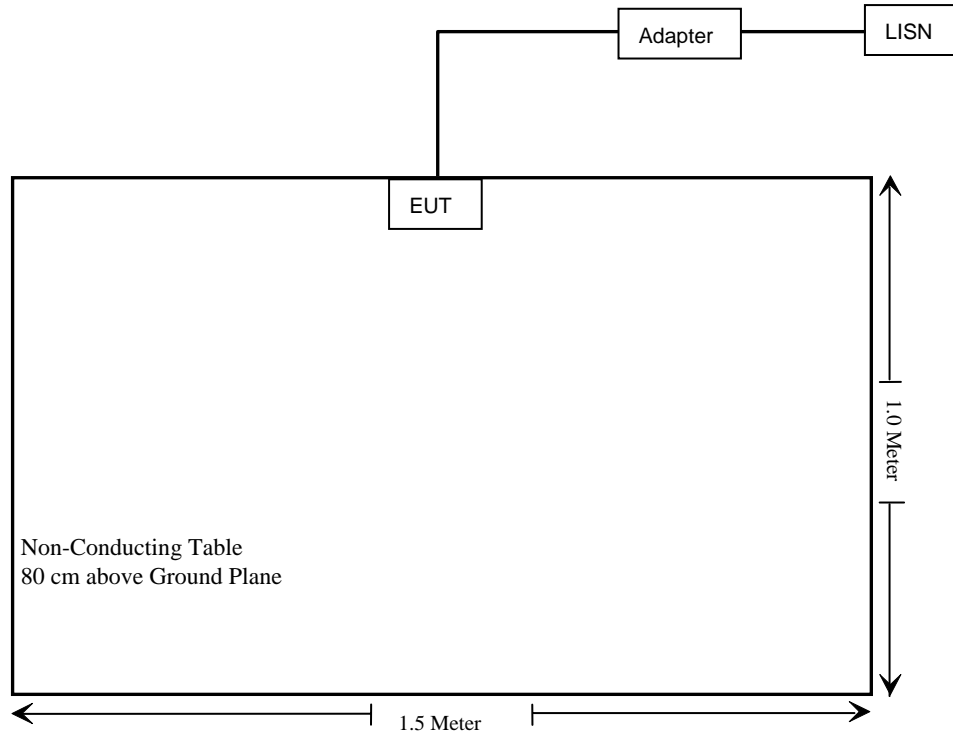 Adapter
LISN
EUT
1.0 Meter
Non-Conducting Table
80 cm above Ground Plane
1.5 Meter